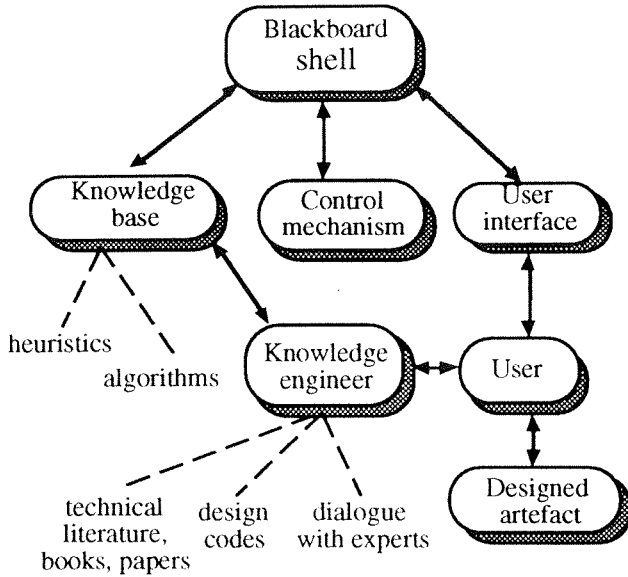 Blackboard
shell
Knowledge
base
Control
mechanism
User
interface
heuristics
algorithms
Knowledge
engineer
User
technical
literature,
books, papers
design
codes
dialogue
with experts
Designed
artefact